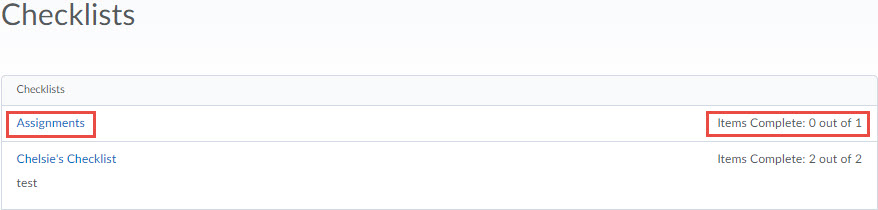 Checklists
Checklists
Assignments Items Complete: 0 out of 1
Chelsie's Checklist Items Complete: 2 out of 2
test